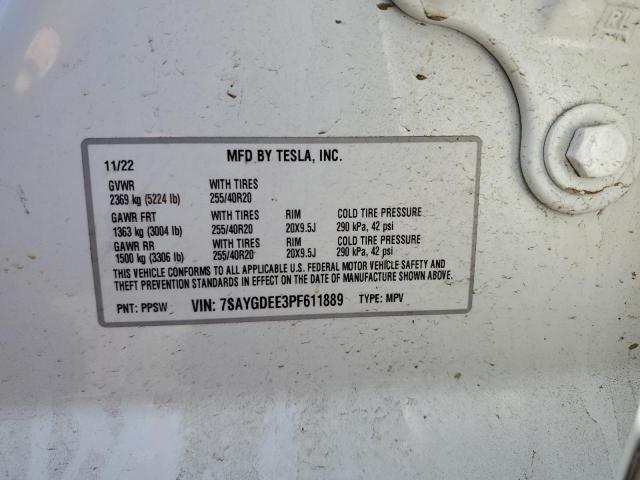 RL
11/22 MFD BY TESLA, INC.
GVWR WITH TIRES
2369 kg (5224 lb) 255/40R20
GAWR FRT WITH TIRES RIM COLD TIRE PRESSURE
1363 kg (3004 lb) 255/40R20 20X9.5J 290 kPa, 42 psi
GAWR RR WITH TIRES RIM COLD TIRE PRESSURE
1500 kg (3306 lb) 255/40R20 20X9.5J 290 kPa, 42 psi
THIS VEHICLE CONFORMS TO ALL APPLICABLE U.S. FEDERAL MOTOR VEHICLE SAFETY AND
THEFT PREVENTION STANDARDS IN EFFECT ON THE DATE OF MANUFACTURE SHOWN ABOVE.
PNT: PPSW VIN: 7SAYGDEE3PF611889 TYPE: MPV